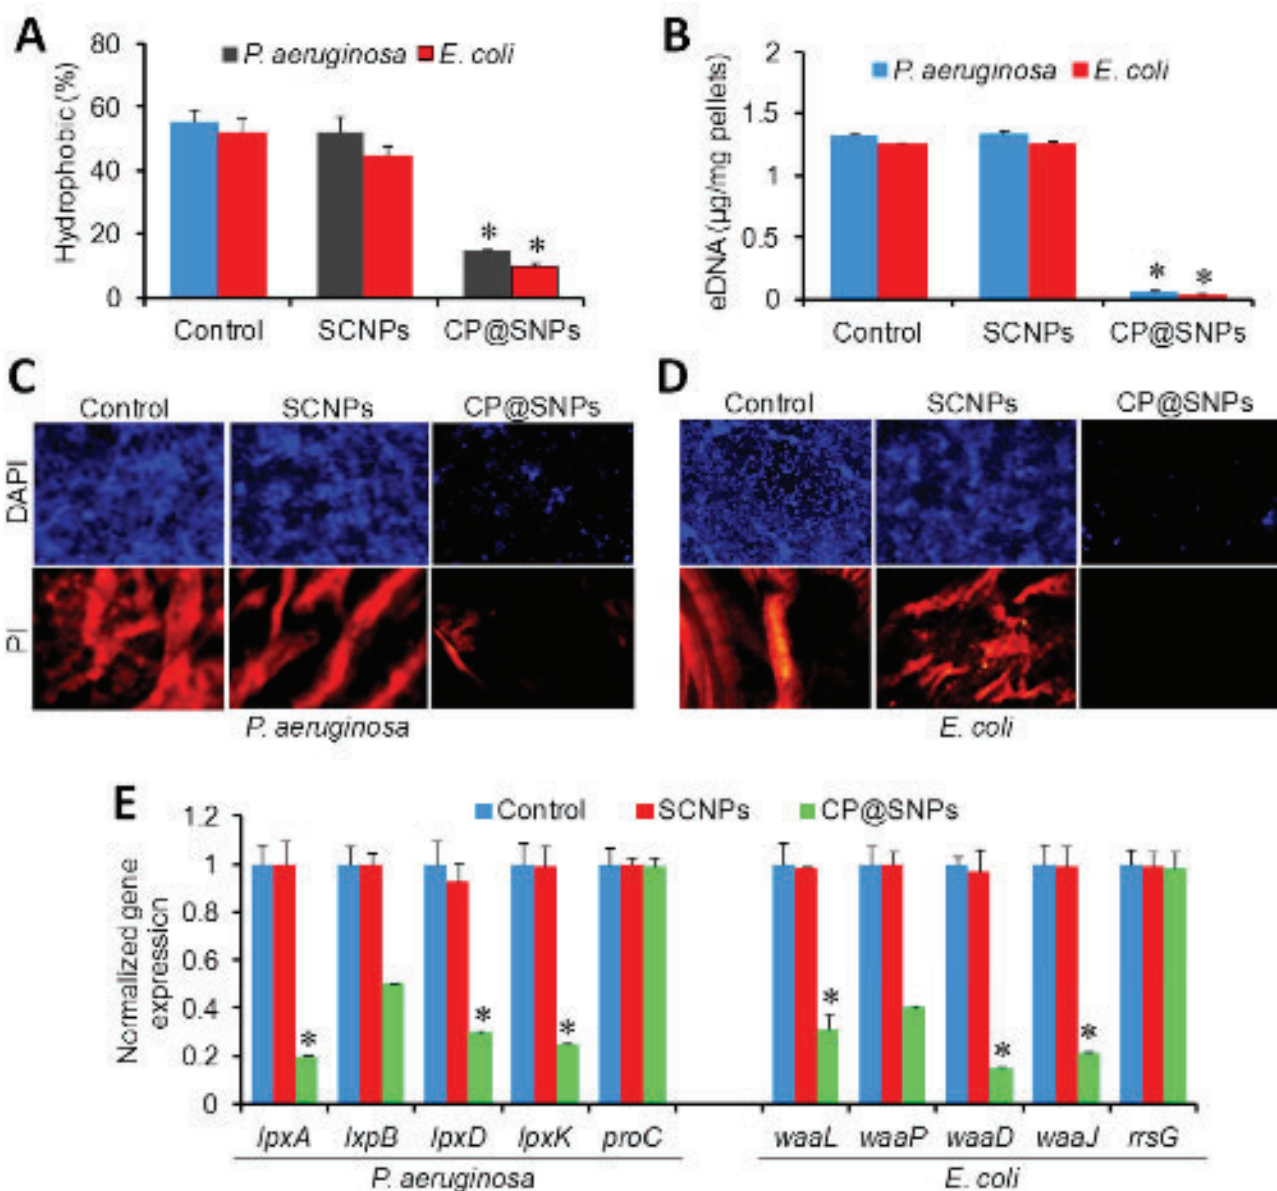 A
80
60
40
20
0
Hydrophobic (%)
P. aeruginosa E. coli
* *
Control SCNPs CP@SNPs
B
2
1.5
1
0.5
0
eDNA (µg/mg pellets)
P. aeruginosa E. coli
* *
Control SCNPs CP@SNPs
C
Control SCNPs CP@SNPs
DAPI
PI
P. aeruginosa
D
Control SCNPs CP@SNPs
E. coli
E
Control SCNPs CP@SNPs
1.2
1
0.8
0.6
0.4
0.2
0
Normalized gene
expression
* * * * * *
lpxA lxpB lpxD lpxK proC waaL waaP waaD waaJ rrsG
P. aeruginosa E. coli